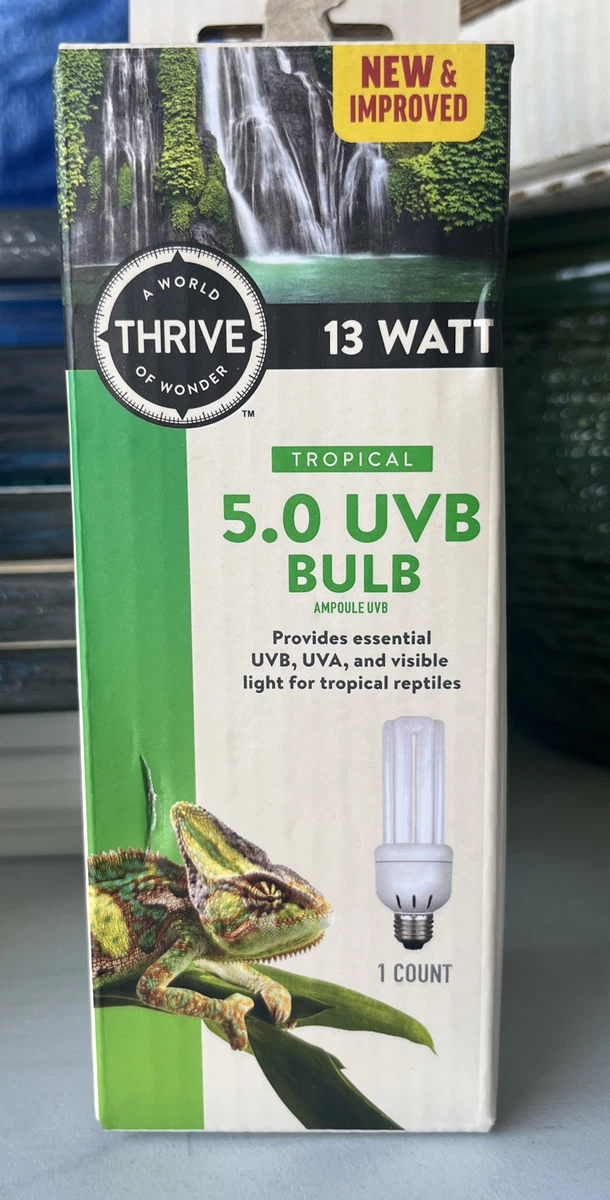 NEW &
IMPROVED
A WORLD
THRIVE
OF WONDER
TM
13 WATT
TROPICAL
5.0 UVB
BULB
AMPOULE UVB
Provides essential
UVB, UVA, and visible
light for tropical reptiles
1 COUNT